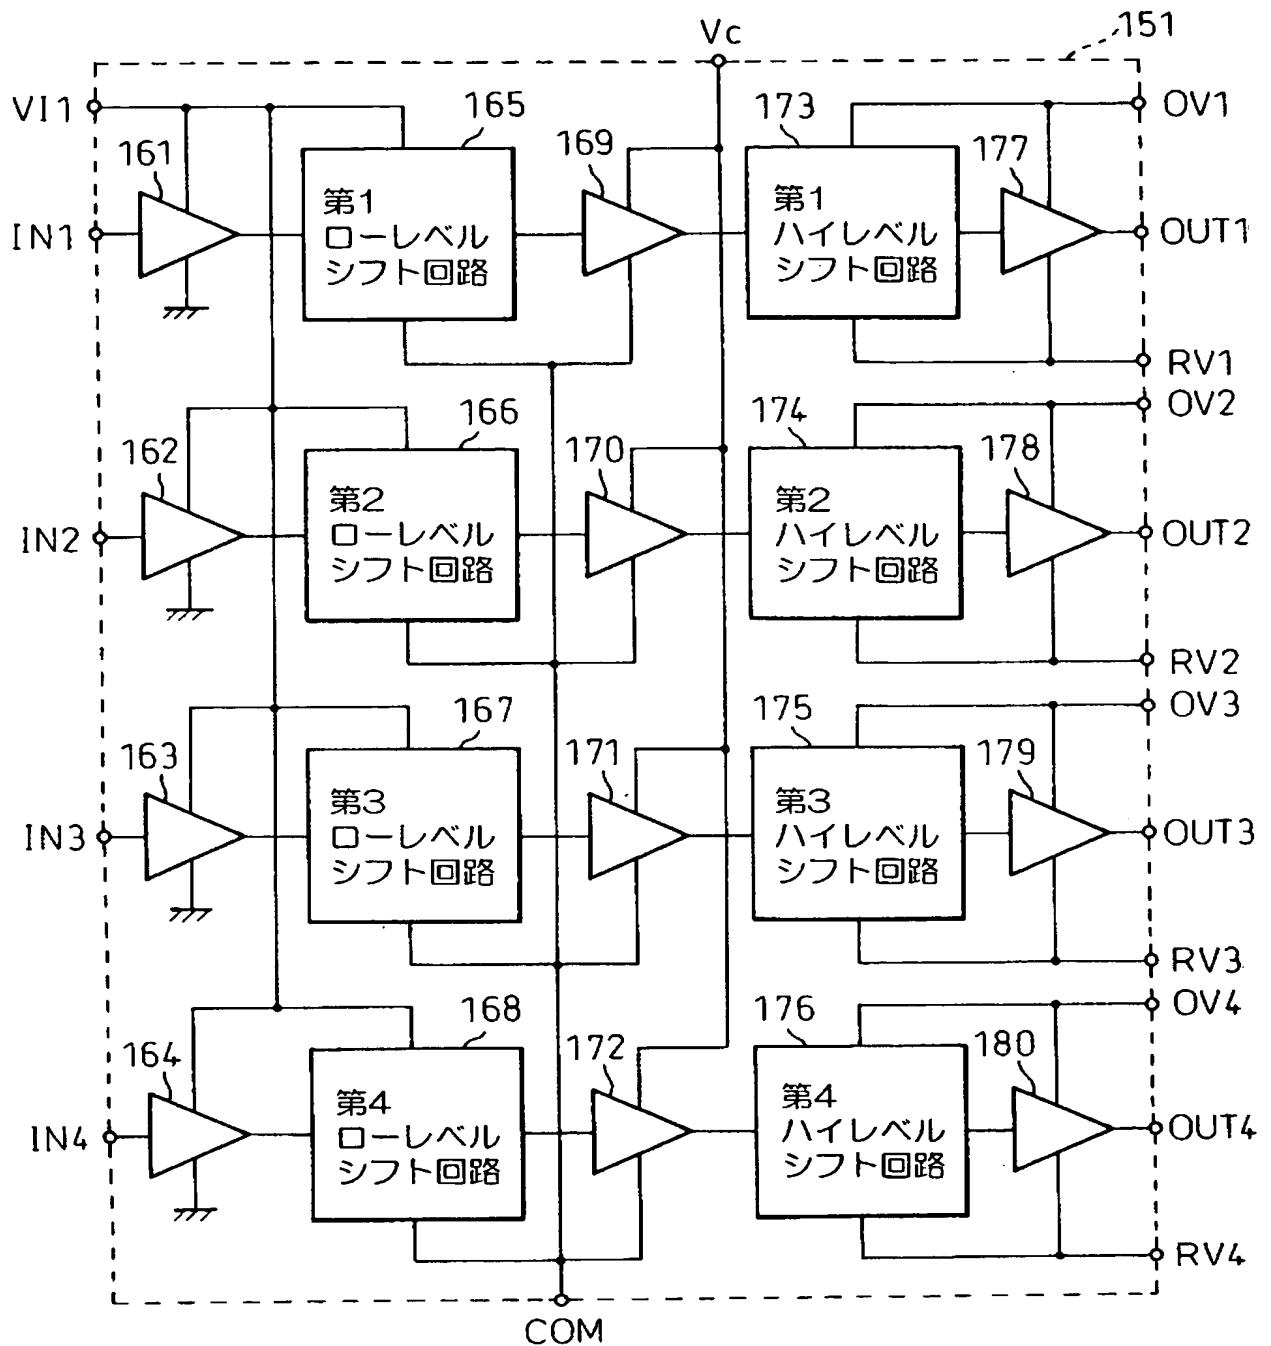 Vc
151
VI1
165
173
OV1
161
169
177
第1
ローレベル
シフト回路
第1
ハイレベル
シフト回路
IN1
OUT1
RV1
OV2
166
174
162
170
178
第2
ローレベル
シフト回路
第2
ハイレベル
シフト回路
IN2
OUT2
RV2
OV3
167
175
163
171
179
第3
ローレベル
シフト回路
第3
ハイレベル
シフト回路
IN3
OUT3
RV3
OV4
168
176
164
172
180
第4
ローレベル
シフト回路
第4
ハイレベル
シフト回路
IN4
OUT4
RV4
COM